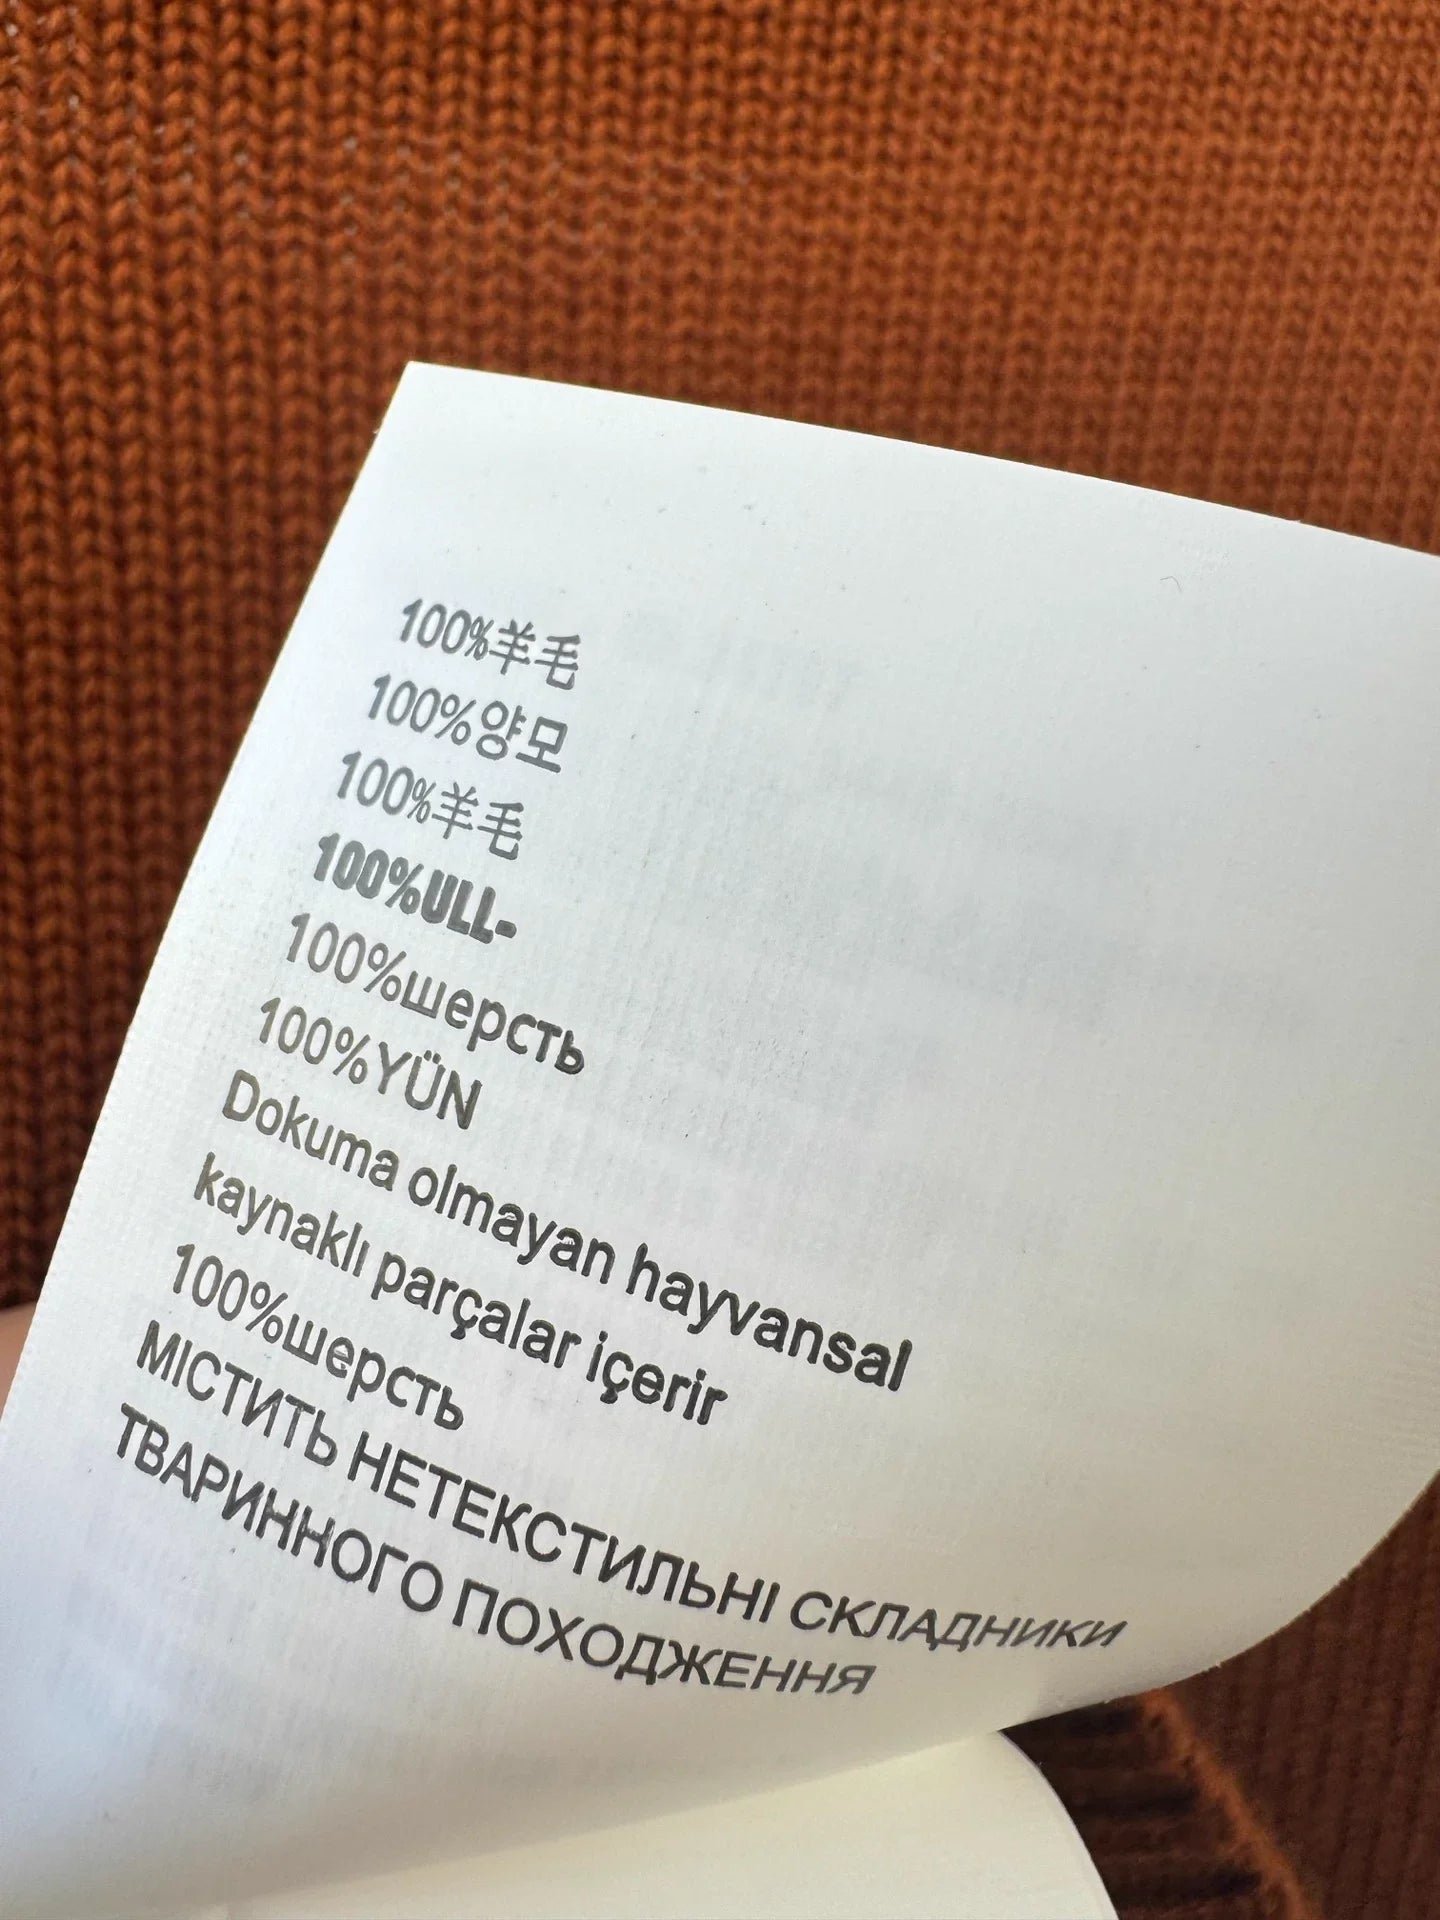 100%羊毛
100%양모
100%羊毛
100%ULL-
100%шерсть
100%YÜN
Dokuma olmayan hayvansal
kaynaklı parçalar içerir
100%шерсть
МІСТИТЬ НЕТЕКСТИЛЬНІ СКЛАДНИКИ
ТВАРИННОГО ПОХОДЖЕННЯ